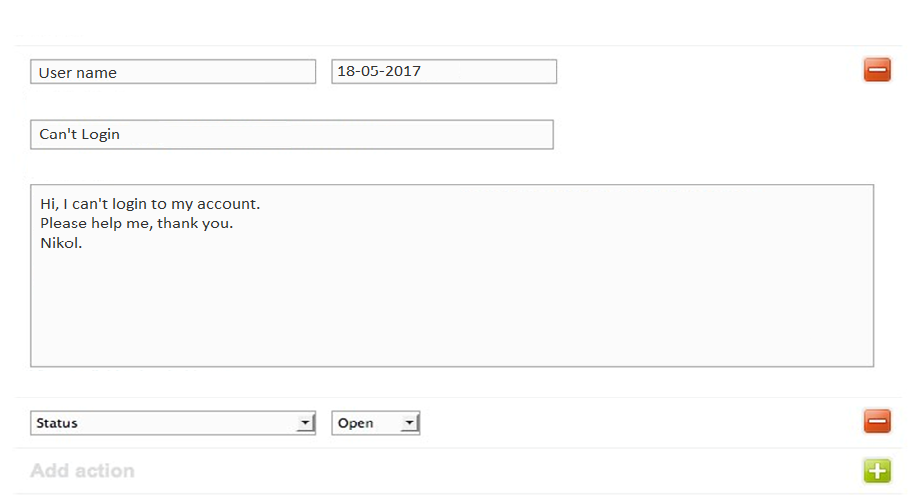 User name
18-05-2017
Can't Login
Hi, I can't login to my account.
Please help me, thank you.
Nikol.
Status
Open
Add action